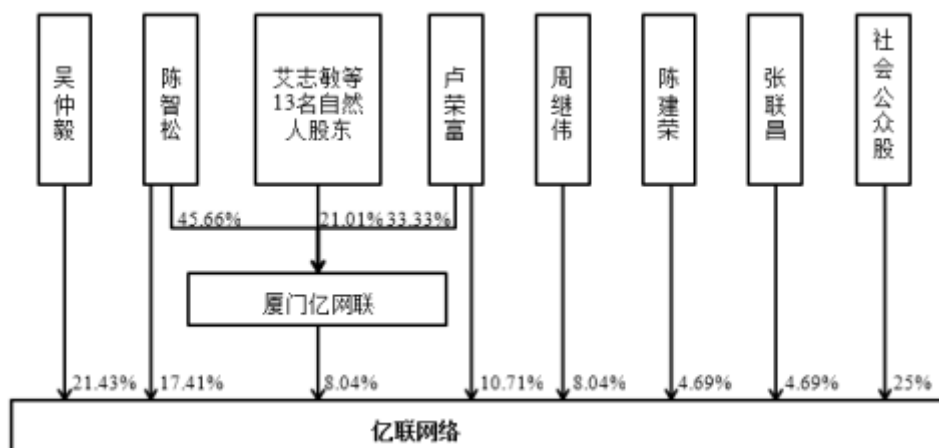 吴仲毅
陈智松
艾志敏等
13名自然
人股东
卢荣富
周继伟
陈建荣
张联昌
社会公众股
45.66%
21.01%
33.33%
厦门亿网联
21.43%
17.41%
8.04%
10.71%
8.04%
4.69%
4.69%
25%
亿联网络